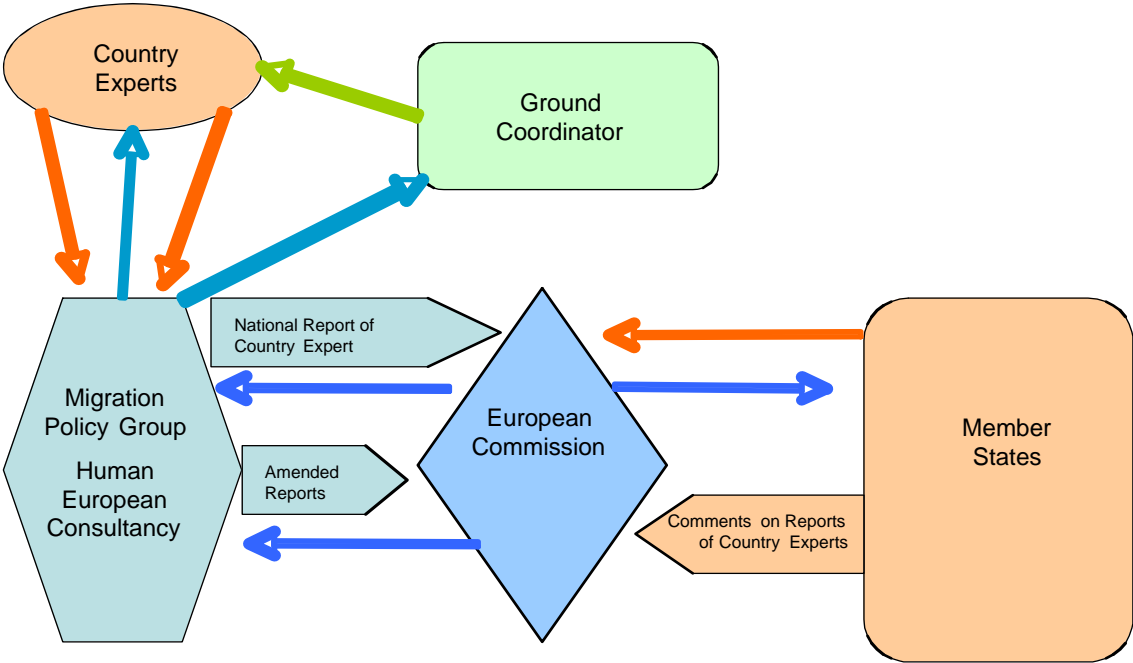 Country
Experts
Ground
Coordinator
National Report of
Country Expert
Migration
Policy Group
Human
European
Consultancy
European
Commission
Member
States
Amended
Reports
Comments on Reports
of Country Experts